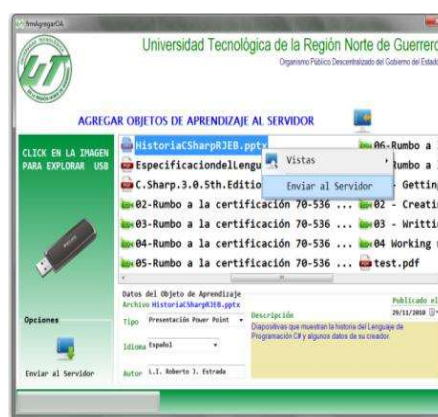 frmAgregarOA
Universidad Tecnológica de la Región Norte de Guerrero
Organismo Público Descentralizado del Gobierno del Estado
UT
AGREGAR OBJETOS DE APRENDIZAJE AL SERVIDOR
CLICK EN LA IMAGEN
PARA EXPLORAR USB
HistoriaCSharpRJEB.pptx
06-Rumbo a la
EspecificaciondelLengu
Rumbo a la
C.Sharp.3.0.5th.Editio
Getting
02-Rumbo a la certificación 70-536 ...
02 - Creatin
03-Rumbo a la certificación 70-536 ...
03 - Writtin
04-Rumbo a la certificación 70-536 ...
04 Working
05-Rumbo a la certificación 70-536 ...
test.pdf
Vistas
Enviar al Servidor
Datos del Objeto de Aprendizaje
Archivo HistoriaCSharpRJEB.pptx
Tipo Presentación Power Point
Idioma Español
Autor L.I. Roberto J. Estrada
Descripción
Publicado el
29/11/2010
Diapositivas que muestran la historia del Lenguaje de
Programación C# y algunos datos de su creador.
Opciones
Enviar al Servidor